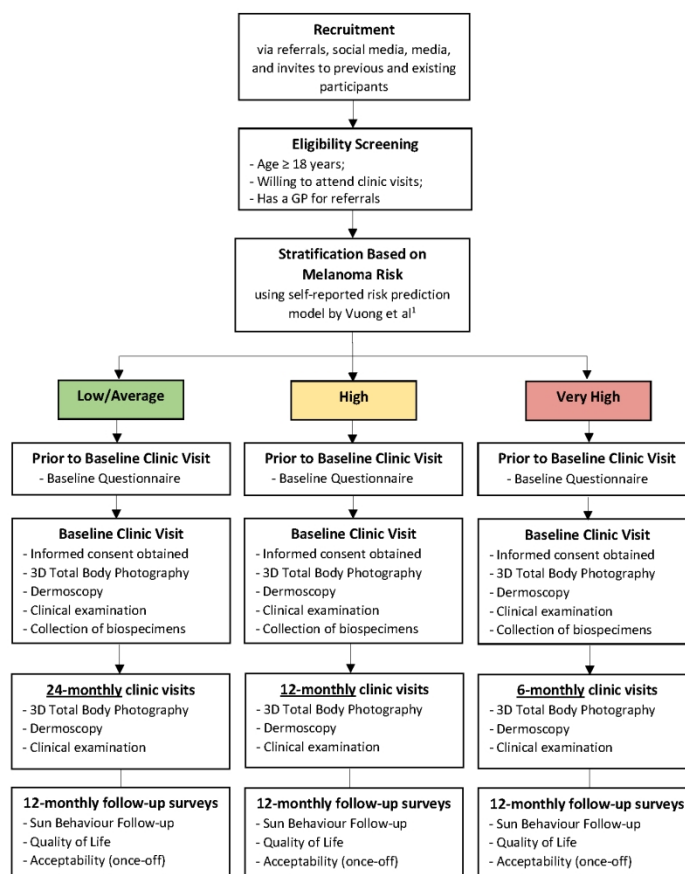 Recruitment
via referrals, social media, media,
and invites to previous and existing
participants
Eligibility Screening
- Age ≥ 18 years;
- Willing to attend clinic visits;
- Has a GP for referrals
Stratification Based on
Melanoma Risk
using self-reported risk prediction
model by Vuong et al¹
Low/Average
High
Very High
Prior to Baseline Clinic Visit
- Baseline Questionnaire
Prior to Baseline Clinic Visit
- Baseline Questionnaire
Prior to Baseline Clinic Visit
- Baseline Questionnaire
Baseline Clinic Visit
- Informed consent obtained
- 3D Total Body Photography
- Dermoscopy
- Clinical examination
- Collection of biospecimens
Baseline Clinic Visit
- Informed consent obtained
- 3D Total Body Photography
- Dermoscopy
- Clinical examination
- Collection of biospecimens
Baseline Clinic Visit
- Informed consent obtained
- 3D Total Body Photography
- Dermoscopy
- Clinical examination
- Collection of biospecimens
24-monthly clinic visits
- 3D Total Body Photography
- Dermoscopy
- Clinical examination
12-monthly clinic visits
- 3D Total Body Photography
- Dermoscopy
- Clinical examination
6-monthly clinic visits
- 3D Total Body Photography
- Dermoscopy
- Clinical examination
12-monthly follow-up surveys
- Sun Behaviour Follow-up
- Quality of Life
- Acceptability (once-off)
12-monthly follow-up surveys
- Sun Behaviour Follow-up
- Quality of Life
- Acceptability (once-off)
12-monthly follow-up surveys
- Sun Behaviour Follow-up
- Quality of Life
- Acceptability (once-off)